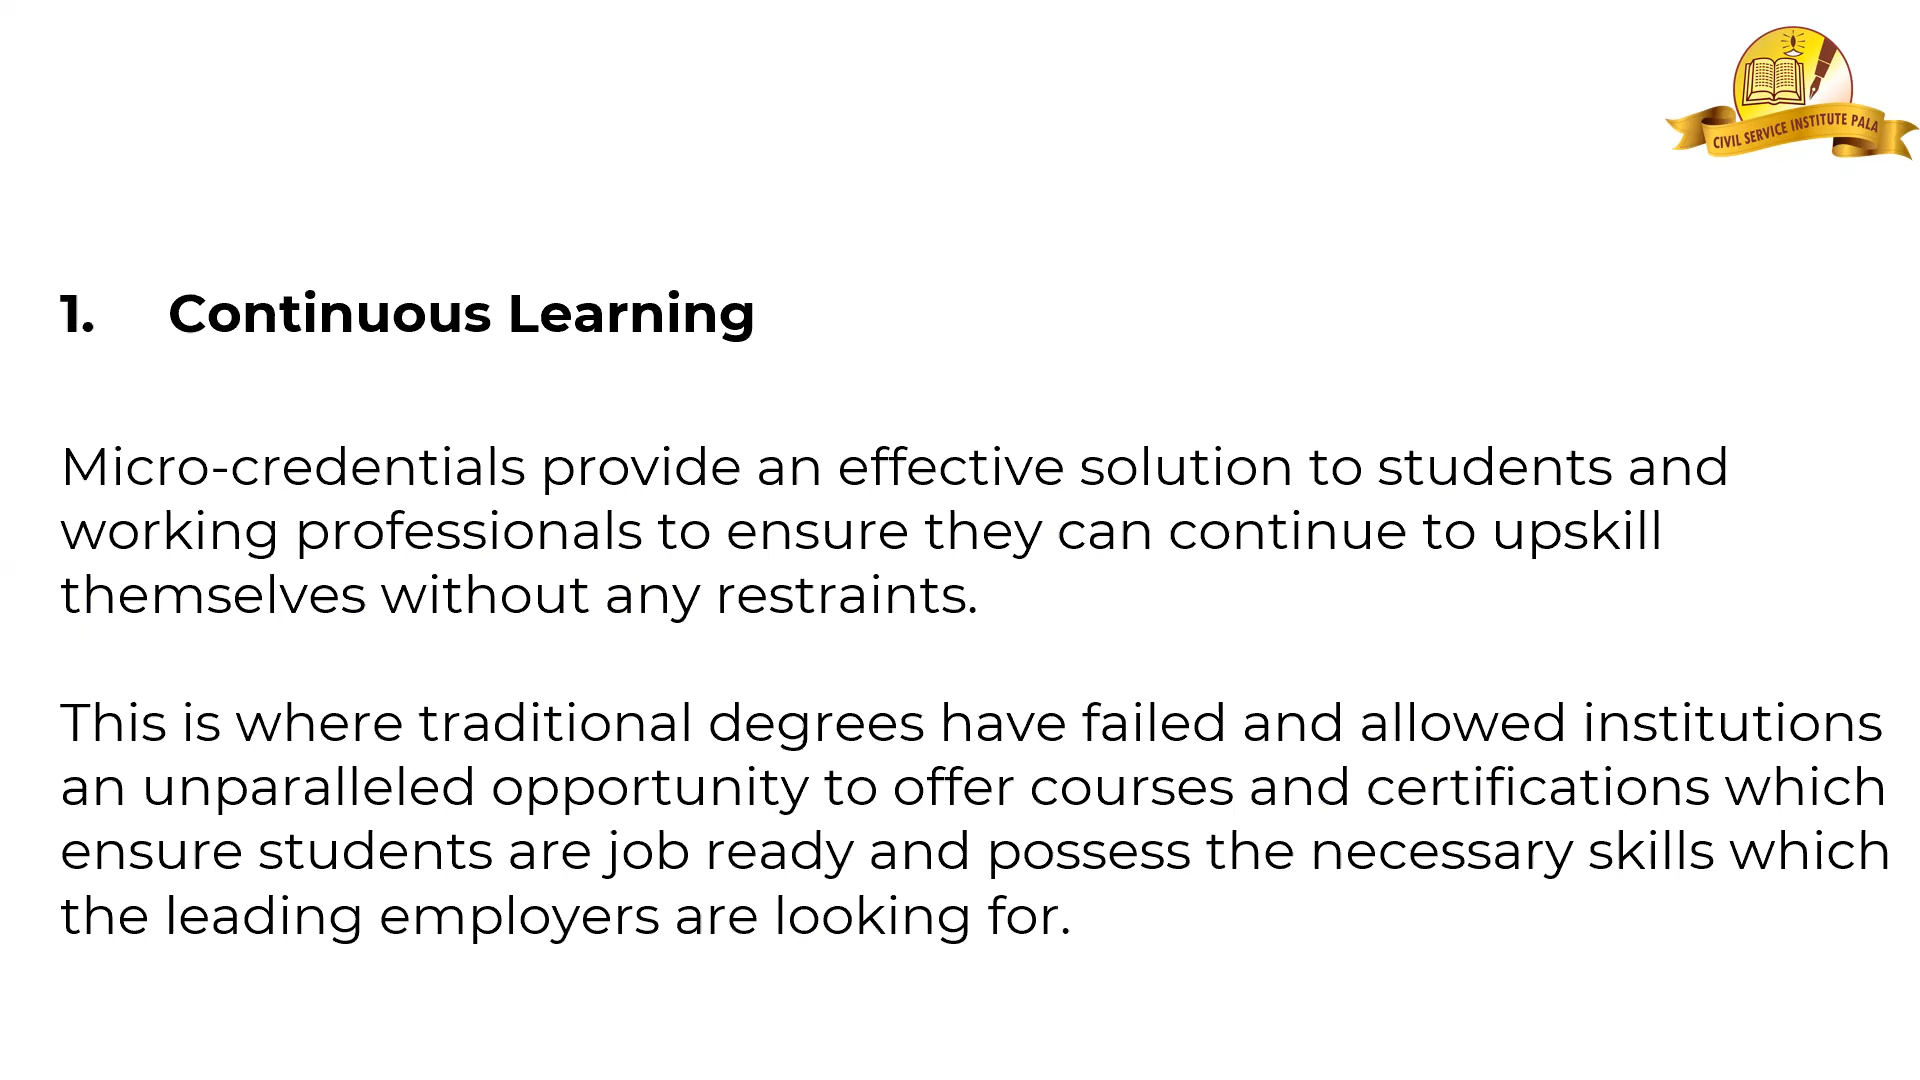 CIVIL SERVICE INSTITUTE PALA
1. Continuous Learning
Micro-credentials provide an effective solution to students and
working professionals to ensure they can continue to upskill
themselves without any restraints.
This is where traditional degrees have failed and allowed institutions
an unparalleled opportunity to offer courses and certifications which
ensure students are job ready and possess the necessary skills which
the leading employers are looking for.